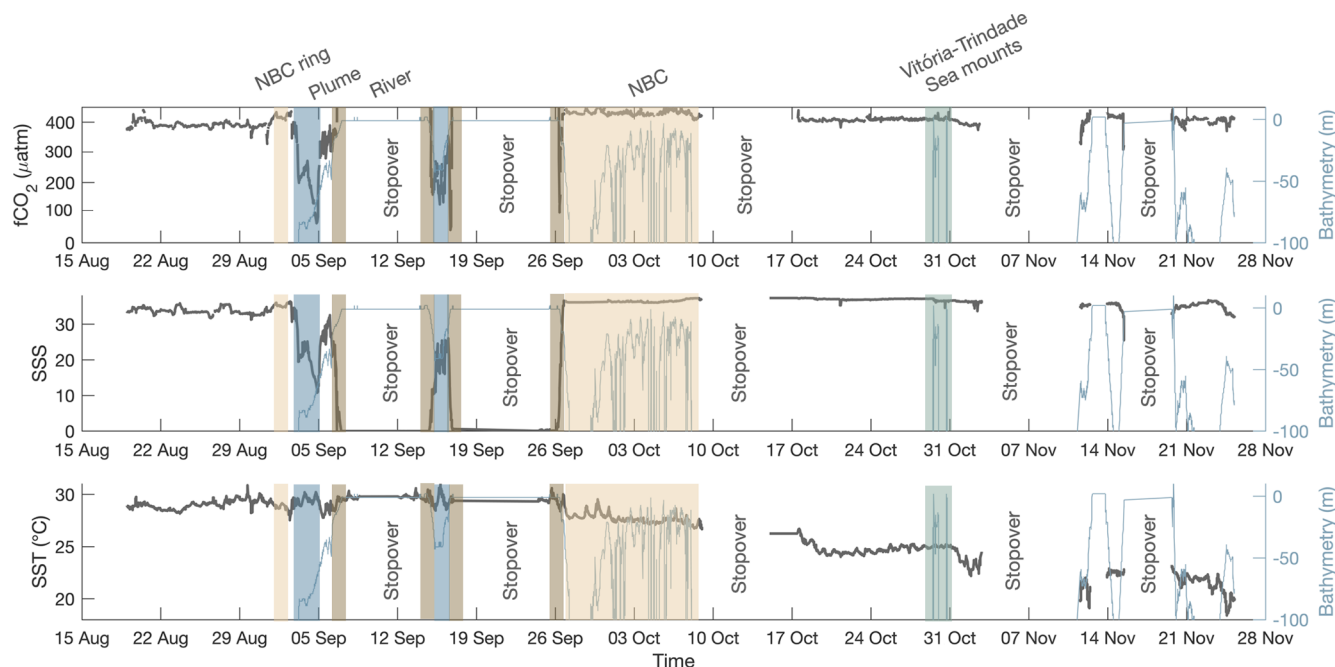 NBC ring
Plume
River
NBC
Vitória-Trindade
Sea mounts
fCO2 (μatm)
400
300
200
100
0
Stopover
Stopover
Stopover
Stopover
Stopover
0
-50
-100
Bathymetry (m)
15 Aug 22 Aug 29 Aug 05 Sep 12 Sep 19 Sep 26 Sep 03 Oct 10 Oct 17 Oct 24 Oct 31 Oct 07 Nov 14 Nov 21 Nov 28 Nov
SSS
30
20
10
0
Stopover
Stopover
Stopover
Stopover
Stopover
0
-50
-100
Bathymetry (m)
15 Aug 22 Aug 29 Aug 05 Sep 12 Sep 19 Sep 26 Sep 03 Oct 10 Oct 17 Oct 24 Oct 31 Oct 07 Nov 14 Nov 21 Nov 28 Nov
SST (°C)
30
25
20
Stopover
Stopover
Stopover
Stopover
Stopover
0
-50
-100
Bathymetry (m)
15 Aug 22 Aug 29 Aug 05 Sep 12 Sep 19 Sep 26 Sep 03 Oct 10 Oct 17 Oct 24 Oct 31 Oct 07 Nov 14 Nov 21 Nov 28 Nov
Time